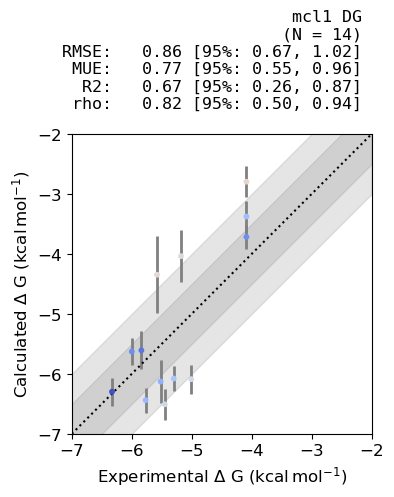 mcl1 DG
(N = 14)
RMSE: 0.86 [95%: 0.67, 1.02]
MUE: 0.77 [95%: 0.55, 0.96]
R2: 0.67 [95%: 0.26, 0.87]
rho: 0.82 [95%: 0.50, 0.94]
−2
−3
−4
−5
−6
−7
Calculated Δ G (kcal mol⁻¹)
−7 −6 −5 −4 −3 −2
Experimental Δ G (kcal mol⁻¹)